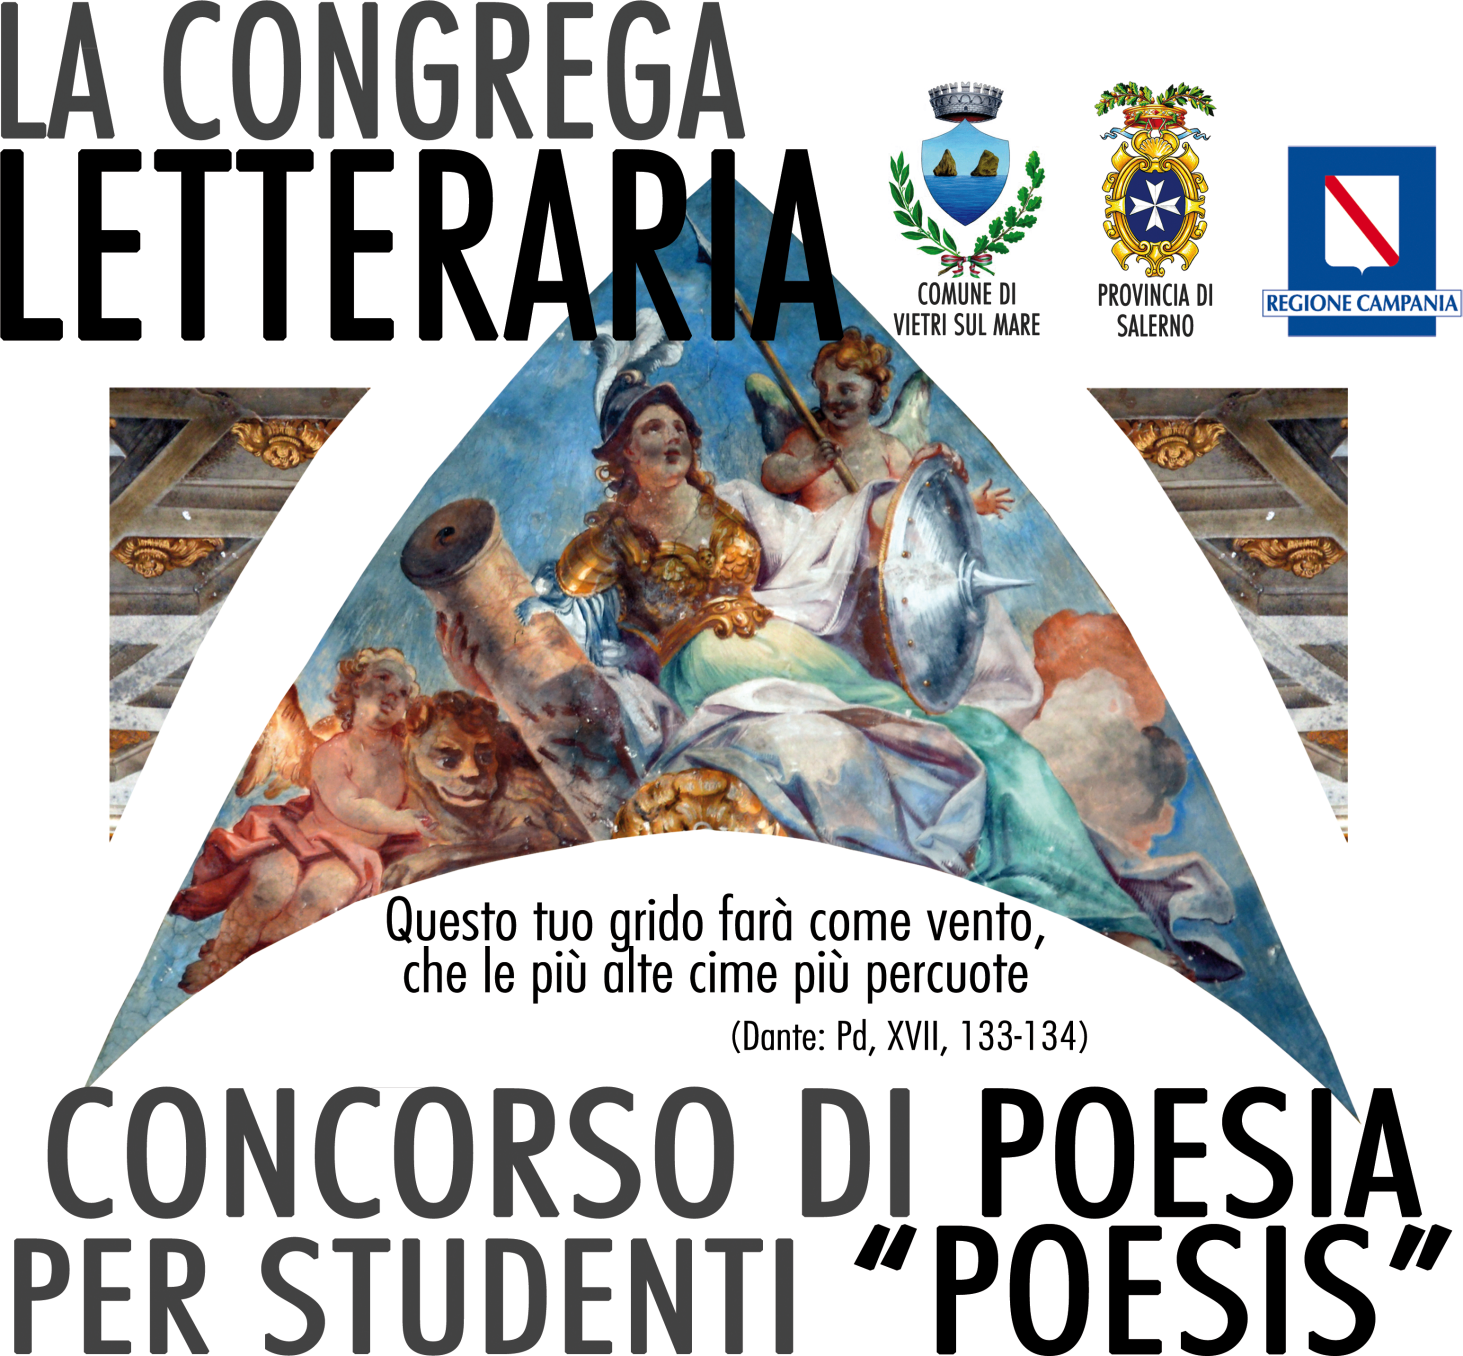 LA CONGREGA
LETTERARIA
COMUNE DI
VIETRI SUL MARE
PROVINCIA DI
SALERNO
REGIONE CAMPANIA
Questo tuo grido farà come vento,
che le più alte cime più percuote
(Dante: Pd, XVII, 133-134)
CONCORSO DI POESIA
PER STUDENTI “POESIS”